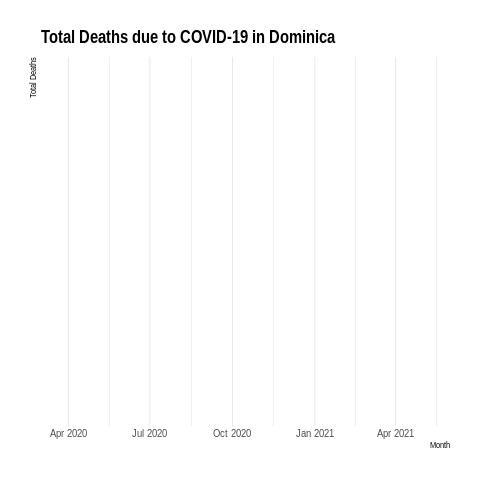 Total Deaths due to COVID-19 in Dominica
Total Deaths
Apr 2020 Jul 2020 Oct 2020 Jan 2021 Apr 2021
Month